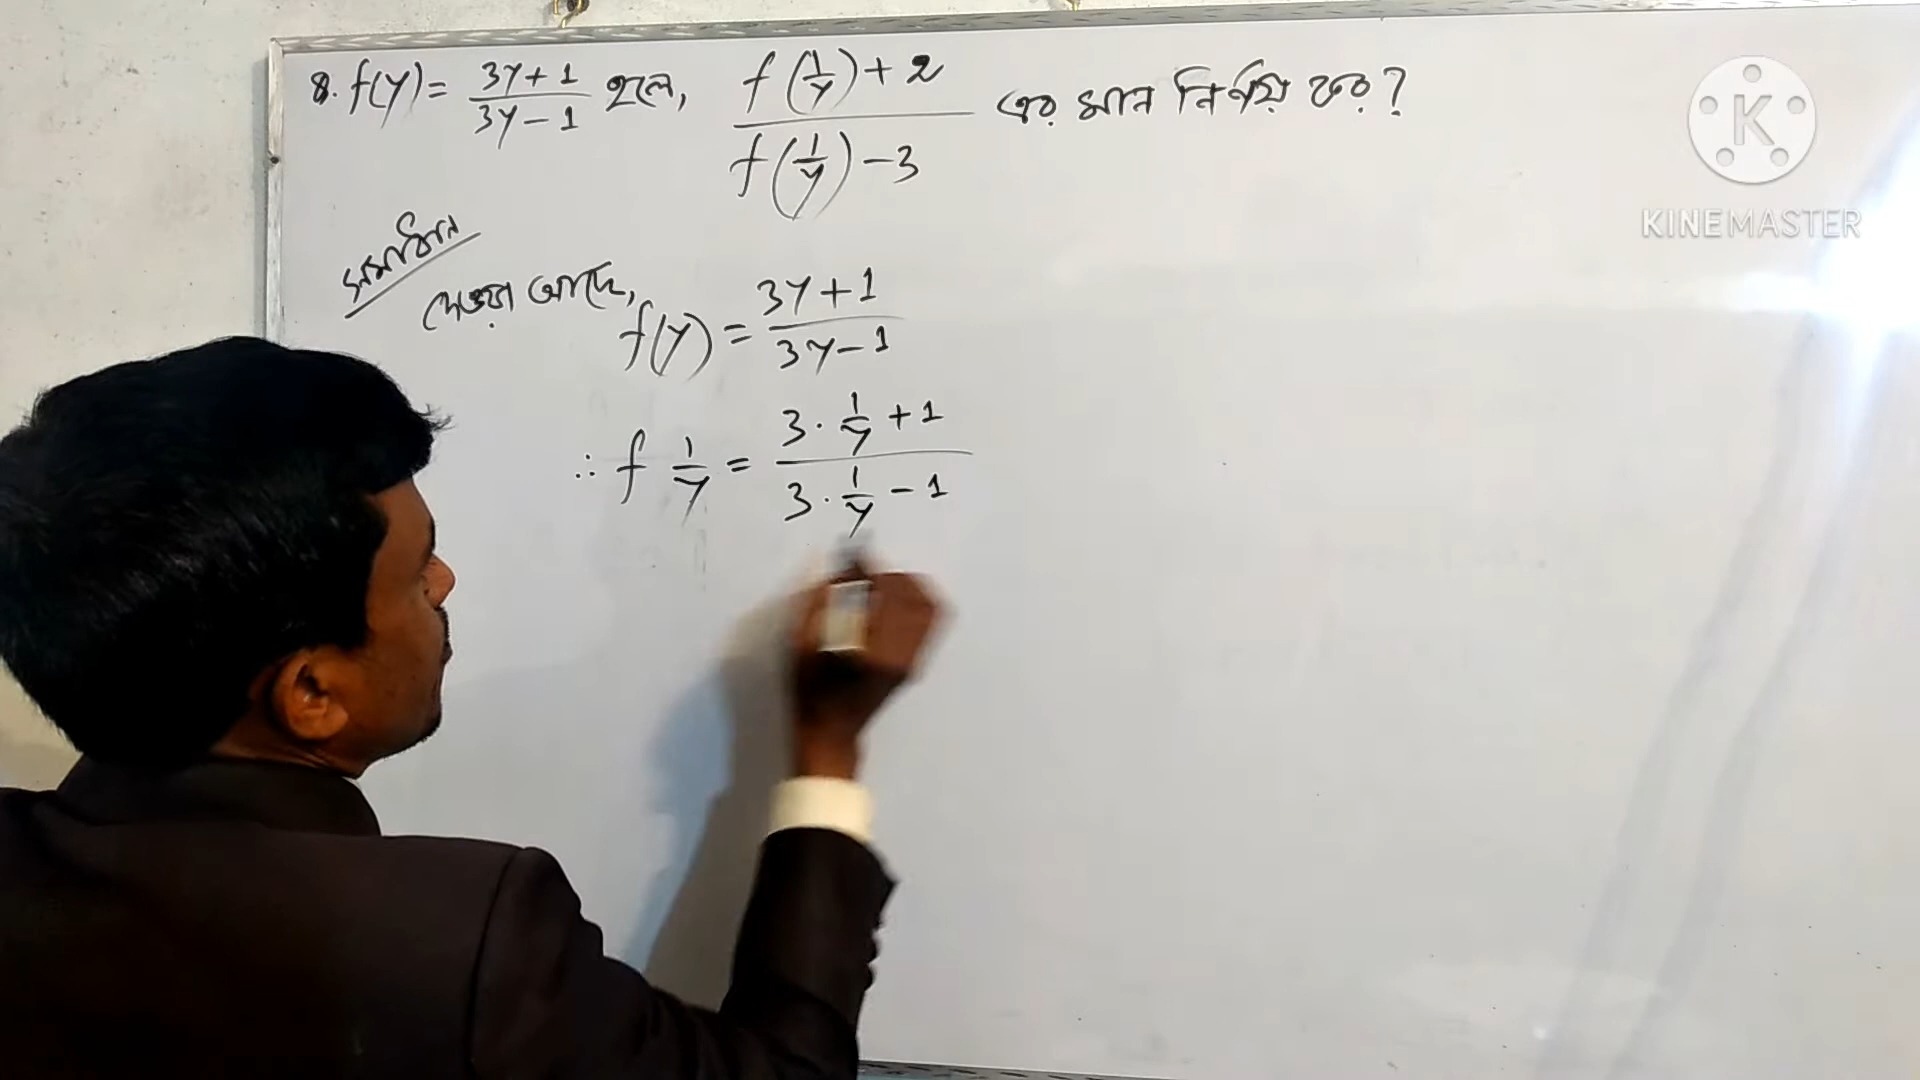 8. f(y) = (3y+1)/(3y-1) হলে, (f(1/y)+2)/(f(1/y)-3) এর মান নির্ণয় কর?
সমাধান
দেওয়া আছে,
f(y) = (3y+1)/(3y-1)
∴ f 1/y = (3·1/y+1)/(3·1/y-1)
K
KINEMASTER